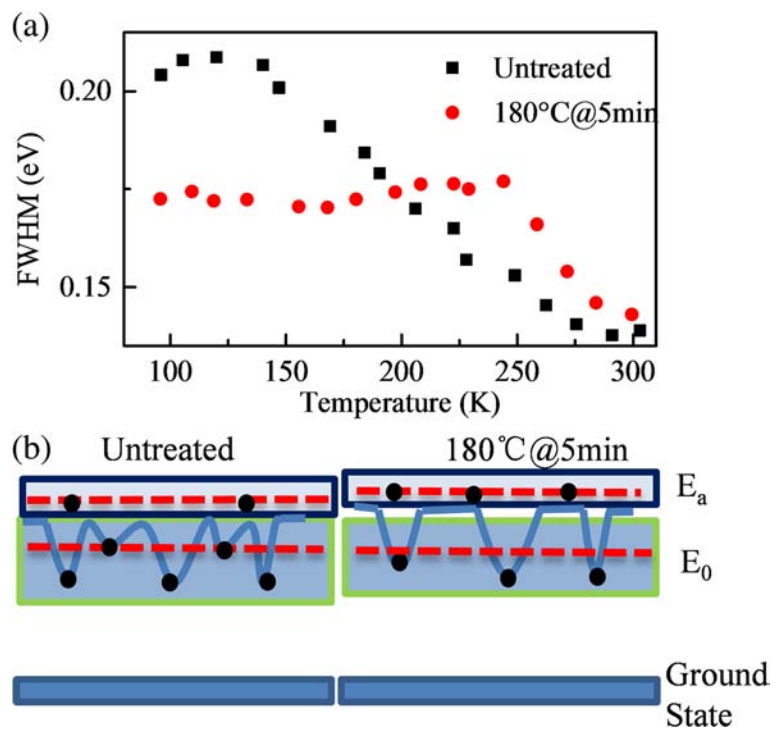 (a)
0.20
0.15
FWHM (eV)
Untreated
180°C@5min
100 150 200 250 300
Temperature (K)
(b)
Untreated
180℃@5min
Eₐ
E₀
Ground
State